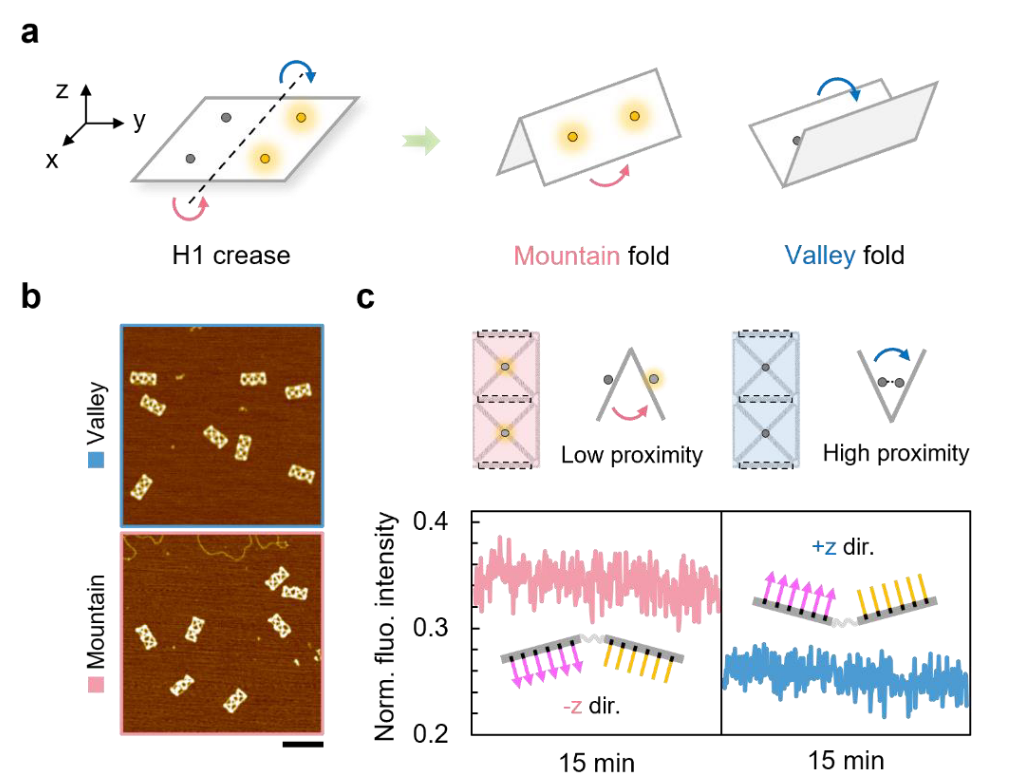 a
z
y
x
H1 crease
Mountain fold
Valley fold
b
c
Valley
Mountain
Low proximity
High proximity
Norm. fluo. intensity
0.4
0.3
0.2
+z dir.
-z dir.
15 min
15 min